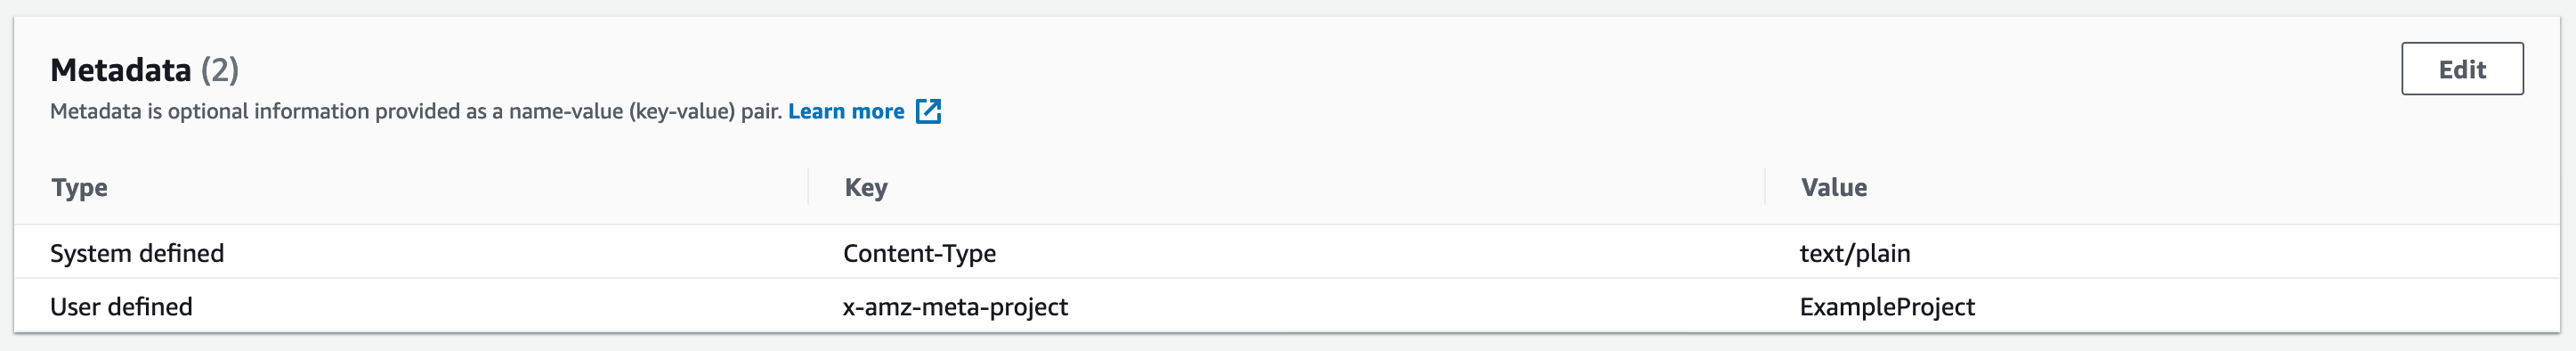 Metadata (2)
Edit
Metadata is optional information provided as a name-value (key-value) pair. Learn more
Type Key Value
System defined Content-Type text/plain
User defined x-amz-meta-project ExampleProject